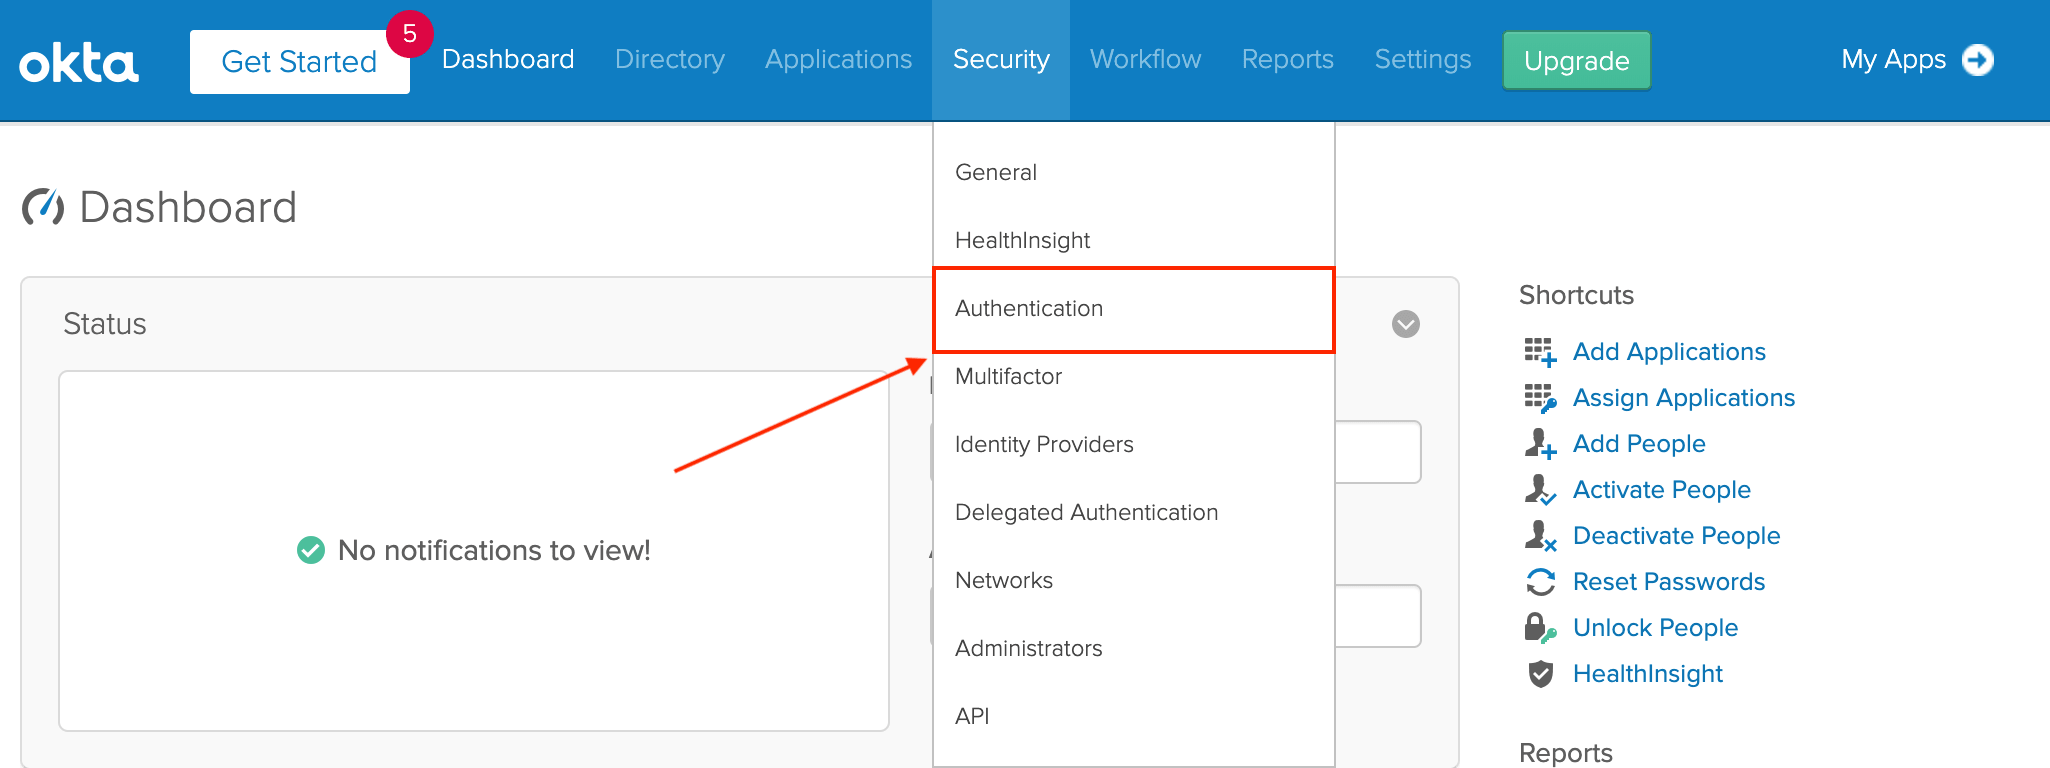 okta
Get Started
5
Dashboard
Directory
Applications
Security
Workflow
Reports
Settings
Upgrade
My Apps
Dashboard
Status
No notifications to view!
General
HealthInsight
Authentication
Multifactor
Identity Providers
Delegated Authentication
Networks
Administrators
API
Shortcuts
Add Applications
Assign Applications
Add People
Activate People
Deactivate People
Reset Passwords
Unlock People
HealthInsight
Reports